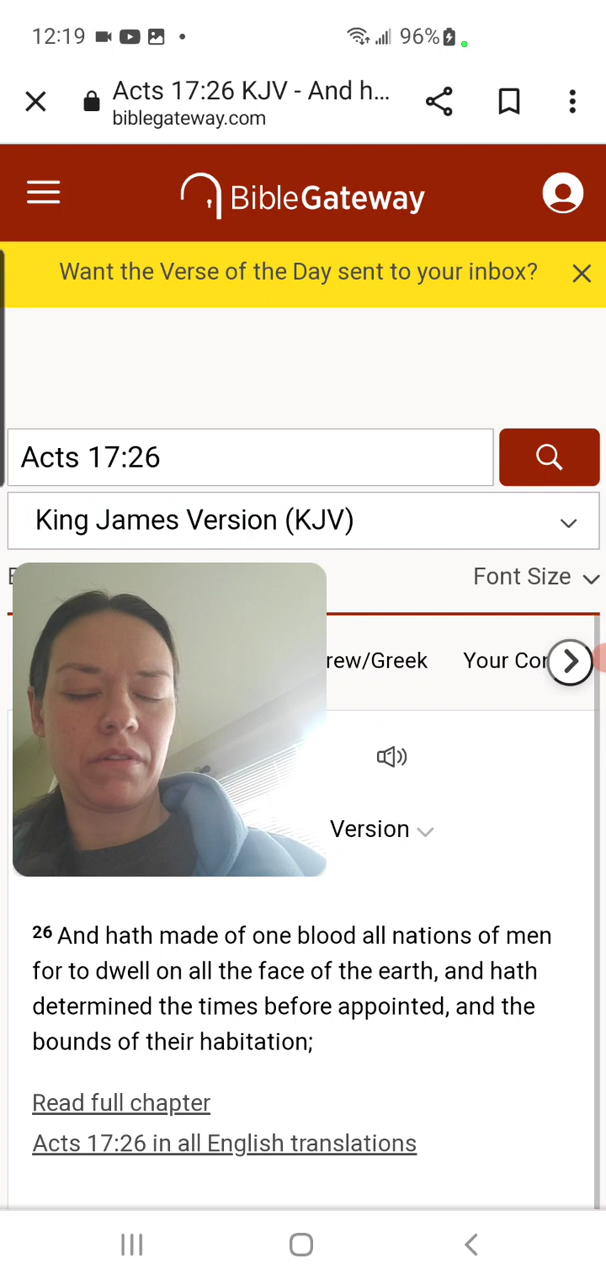 12:19
96%
Acts 17:26 KJV - And h...
biblegateway.com
BibleGateway
Want the Verse of the Day sent to your inbox?
Acts 17:26
King James Version (KJV)
Font Size
rew/Greek Your Con
Version
26 And hath made of one blood all nations of men
for to dwell on all the face of the earth, and hath
determined the times before appointed, and the
bounds of their habitation;
Read full chapter
Acts 17:26 in all English translations